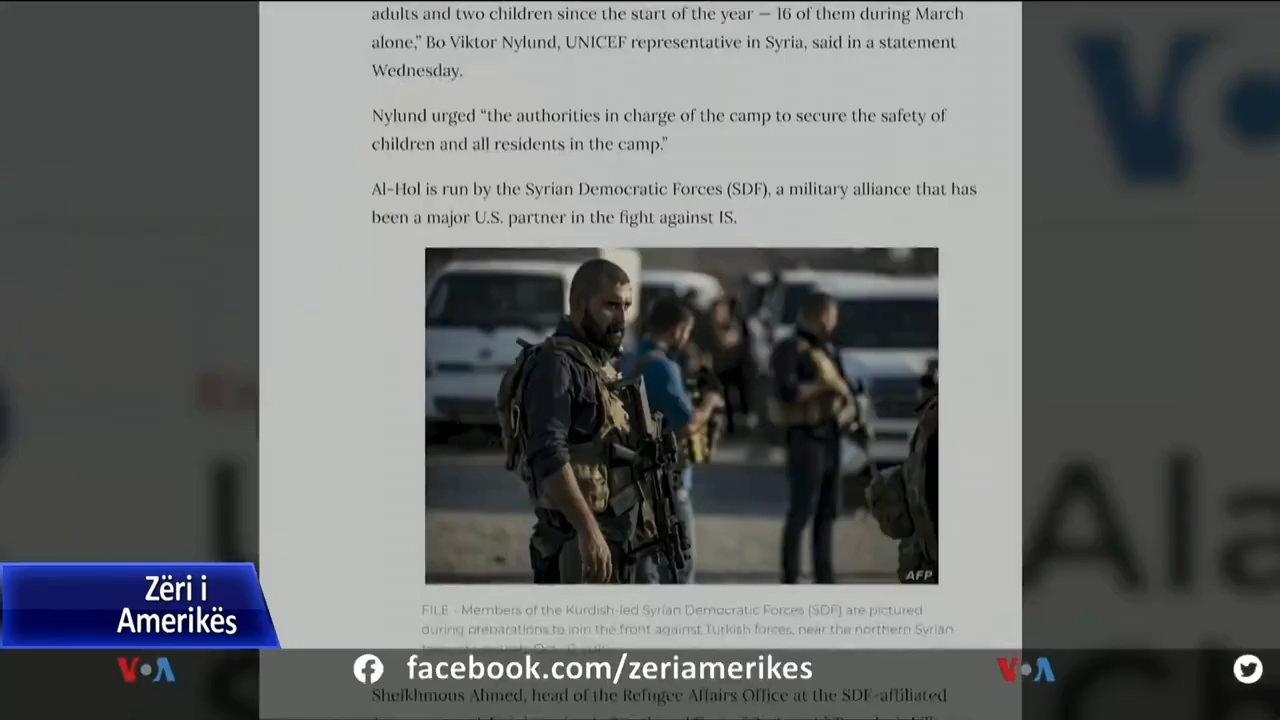 adults and two children since the start of the year — 16 of them during March
alone,” Bo Viktor Nylund, UNICEF representative in Syria, said in a statement
Wednesday.
Nylund urged “the authorities in charge of the camp to secure the safety of
children and all residents in the camp.”
Al-Hol is run by the Syrian Democratic Forces (SDF), a military alliance that has
been a major U.S. partner in the fight against IS.
AFP
FILE - Members of the Kurdish-led Syrian Democratic Forces (SDF) are pictured
during preparations to join the front against Turkish forces, near the northern Syrian
Zëri i
Amerikës
VOA
facebook.com/zeriamerikes
VOA
Sheikhmous Ahmed, head of the Refugee Affairs Office at the SDF-affiliated